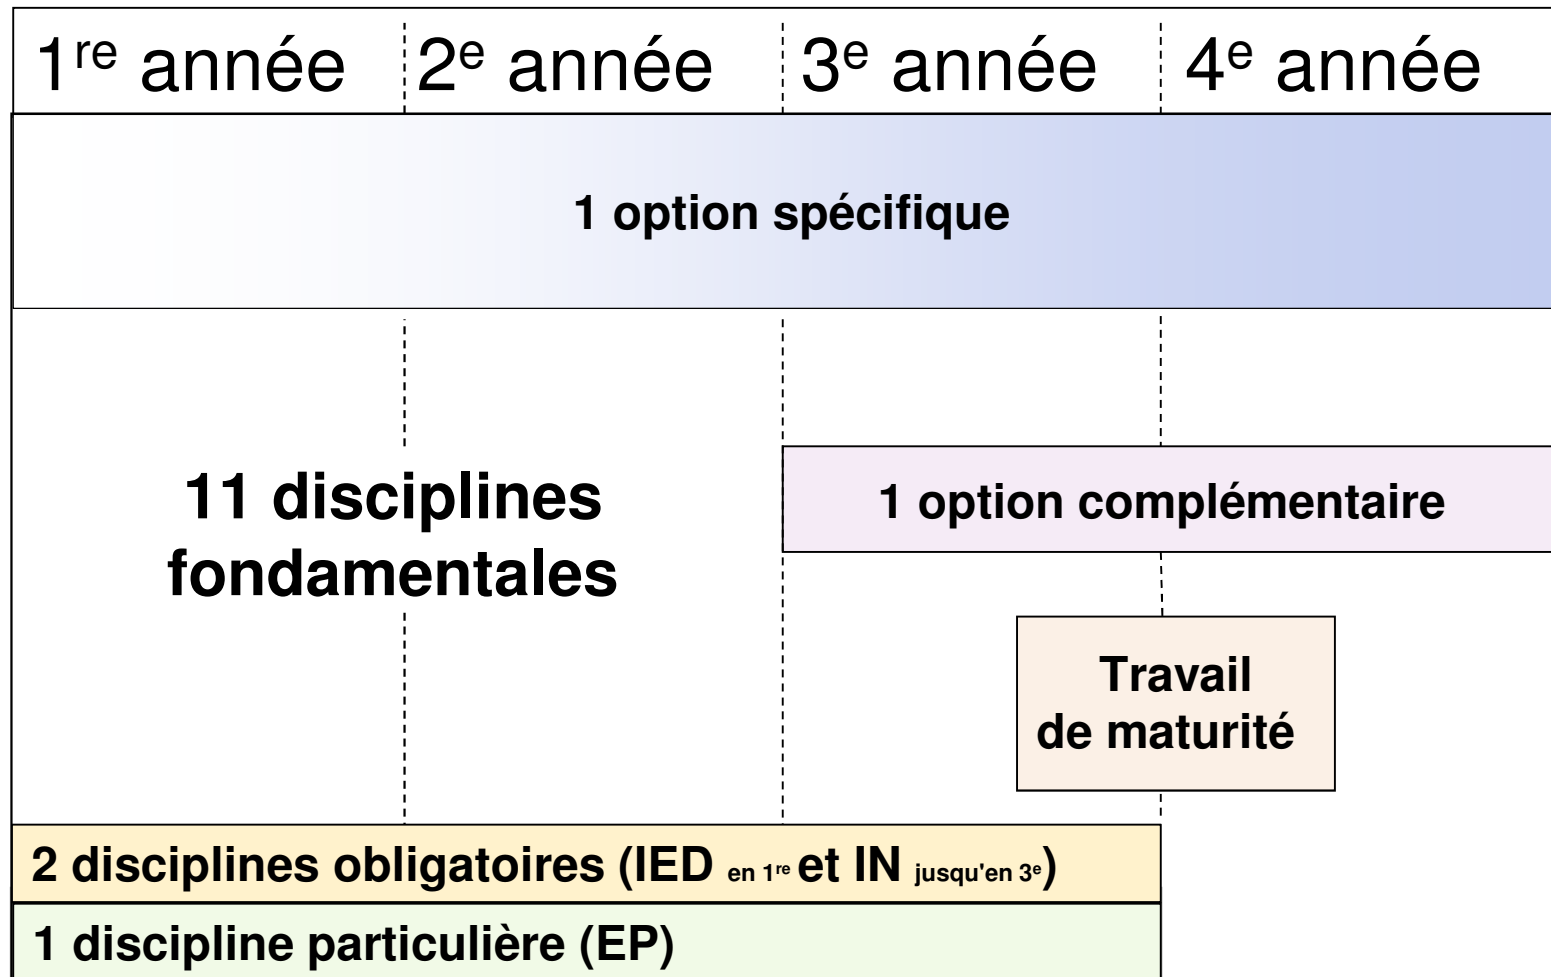 1re année 2e année 3e année 4e année
1 option spécifique
11 disciplines
fondamentales
1 option complémentaire
Travail
de maturité
2 disciplines obligatoires (IED en 1re et IN jusqu'en 3e)
1 discipline particulière (EP)